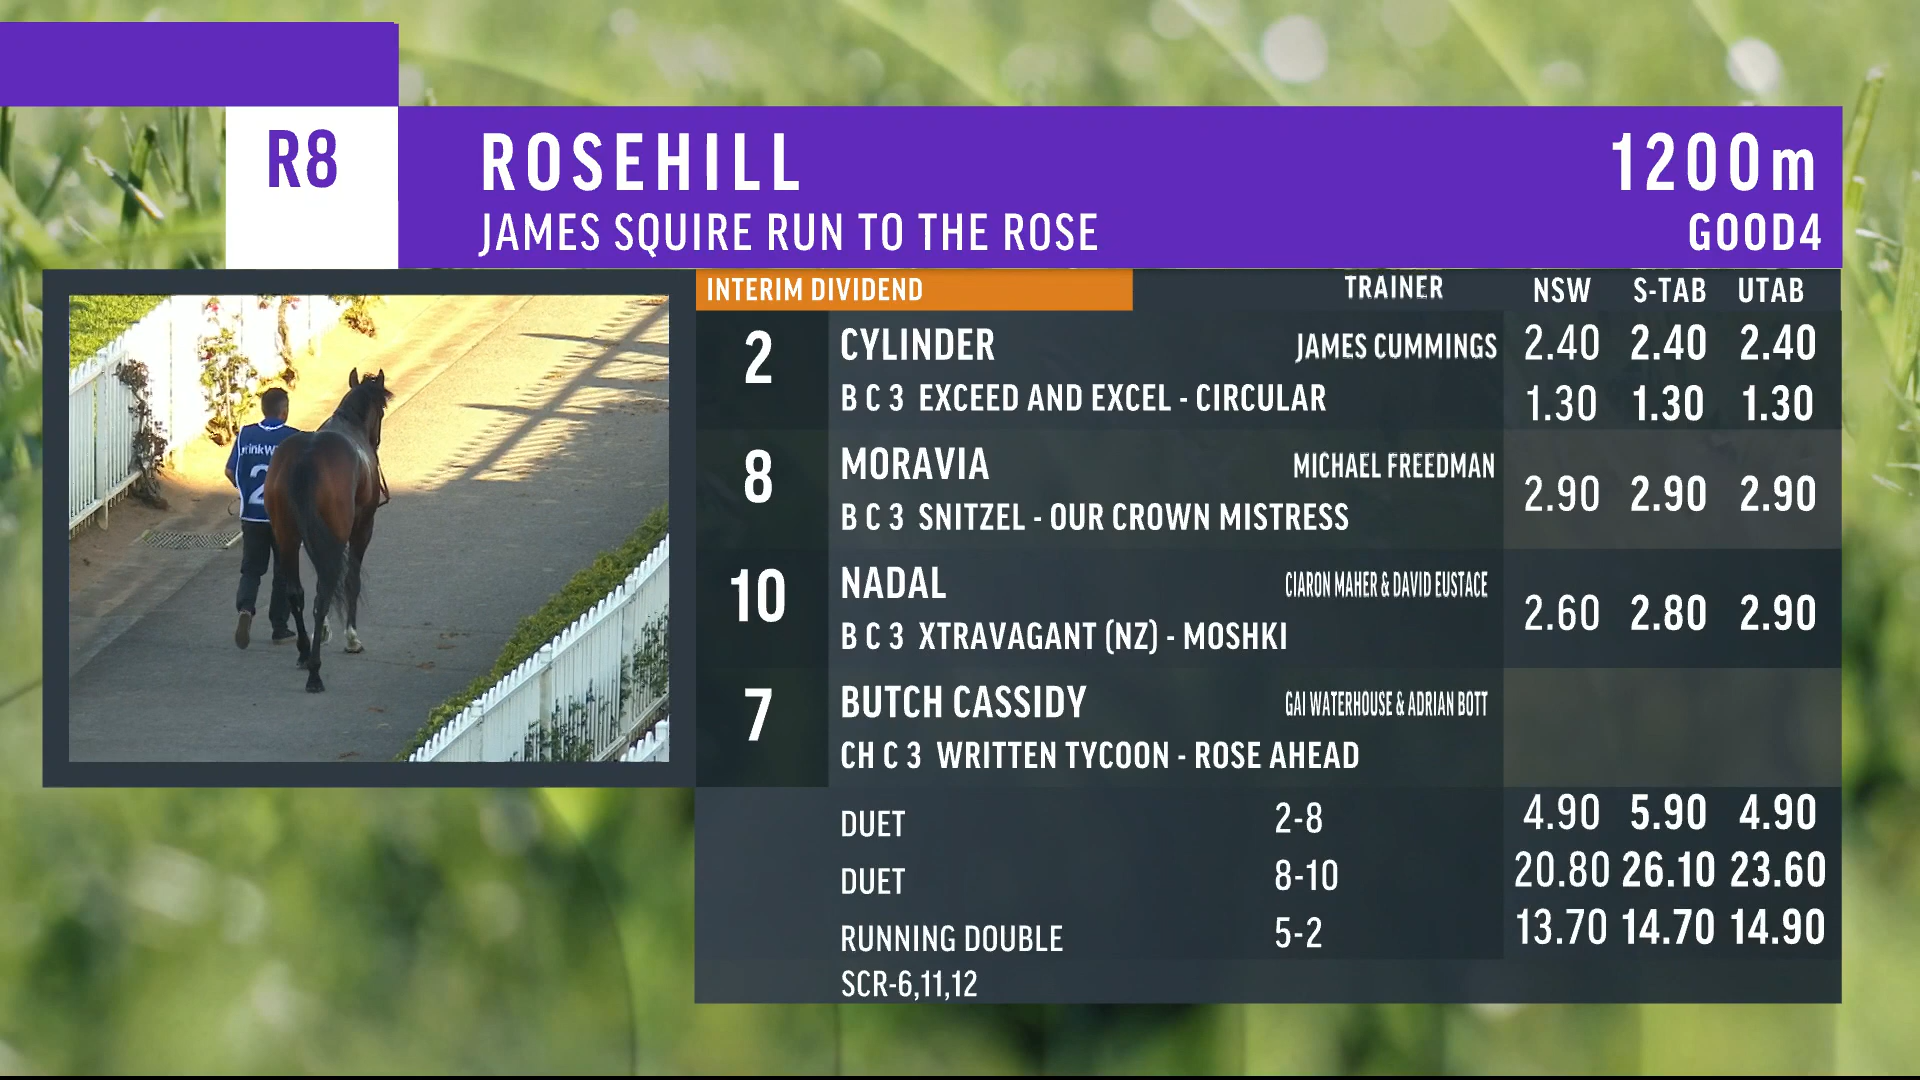 R8
ROSEHILL 1200m
JAMES SQUIRE RUN TO THE ROSE GOOD4
INTERIM DIVIDEND TRAINER NSW S-TAB UTAB
2 CYLINDER JAMES CUMMINGS 2.40 2.40 2.40
B C 3 EXCEED AND EXCEL - CIRCULAR 1.30 1.30 1.30
8 MORAVIA MICHAEL FREEDMAN 2.90 2.90 2.90
B C 3 SNITZEL - OUR CROWN MISTRESS
10 NADAL CIARON MAHER & DAVID EUSTACE 2.60 2.80 2.90
B C 3 XTRAVAGANT (NZ) - MOSHKI
7 BUTCH CASSIDY GAI WATERHOUSE & ADRIAN BOTT
CH C 3 WRITTEN TYCOON - ROSE AHEAD
DUET 2-8 4.90 5.90 4.90
DUET 8-10 20.80 26.10 23.60
RUNNING DOUBLE 5-2 13.70 14.70 14.90
SCR-6,11,12
2